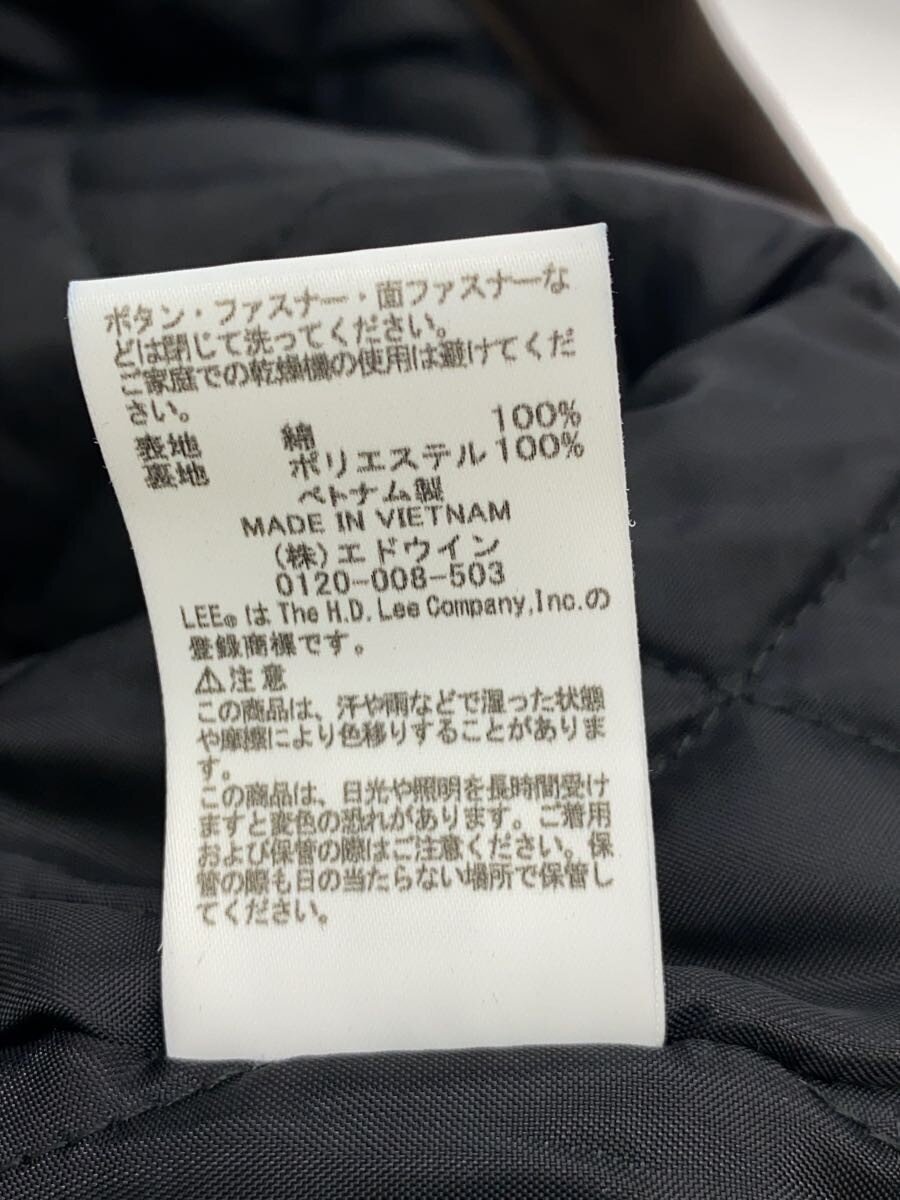 ボタン・ファスナー・面ファスナーな
どは閉じて洗ってください。
ご家庭での乾燥機の使用は避けてくだ
さい。
表地 綿 100%
裏地 ポリエステル 100%
ベトナム製
MADE IN VIETNAM
(株)エドウイン
0120-008-503
LEE®は The H.D. Lee Company, Inc.の
登録商標です。
⚠注意
この商品は、汗や雨などで湿った状態
や摩擦により色移りすることがありま
す。
この商品は、日光や照明を長時間受け
ますと変色の恐れがあります。ご着用
および保管の際はご注意ください。保
管の際も日の当たらない場所で保管し
てください。